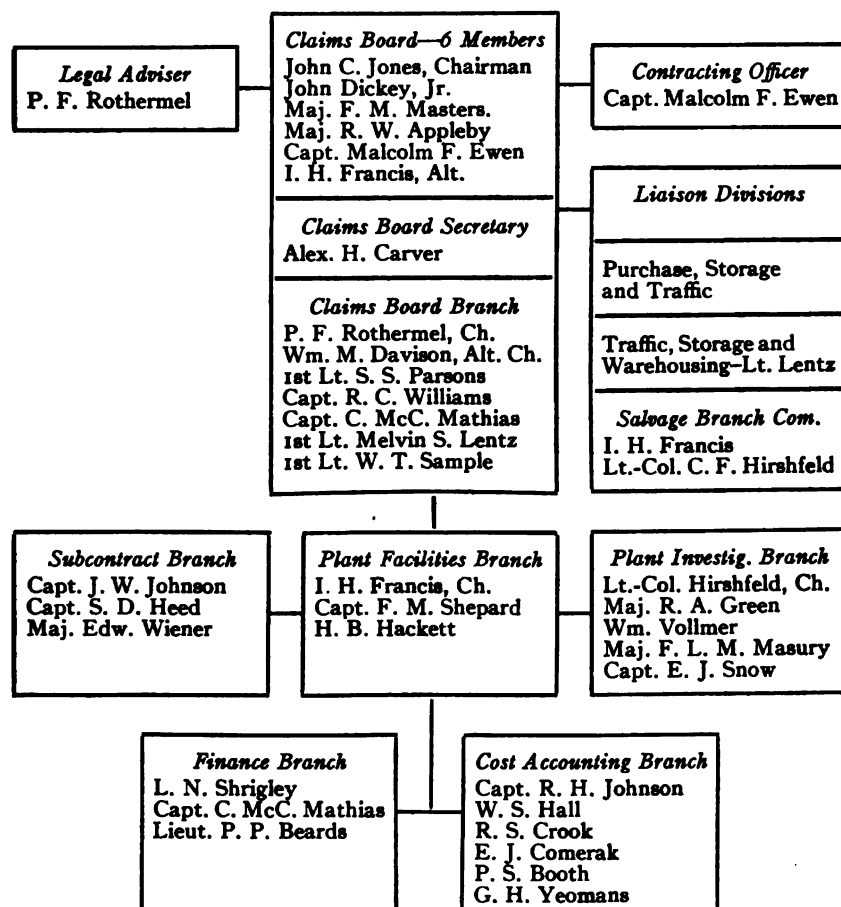 Legal Adviser
P. F. Rothermel
Claims Board—6 Members
John C. Jones, Chairman
John Dickey, Jr.
Maj. F. M. Masters.
Maj. R. W. Appleby
Capt. Malcolm F. Ewen
I. H. Francis, Alt.
Claims Board Secretary
Alex. H. Carver
Claims Board Branch
P. F. Rothermel, Ch.
Wm. M. Davison, Alt. Ch.
1st Lt. S. S. Parsons
Capt. R. C. Williams
Capt. C. McC. Mathias
1st Lt. Melvin S. Lentz
1st Lt. W. T. Sample
Contracting Officer
Capt. Malcolm F. Ewen
Liaison Divisions
Purchase, Storage
and Traffic
Traffic, Storage and
Warehousing–Lt. Lentz
Salvage Branch Com.
I. H. Francis
Lt.-Col. C. F. Hirshfeld
Subcontract Branch
Capt. J. W. Johnson
Capt. S. D. Heed
Maj. Edw. Wiener
Plant Facilities Branch
I. H. Francis, Ch.
Capt. F. M. Shepard
H. B. Hackett
Plant Investig. Branch
Lt.-Col. Hirshfeld, Ch.
Maj. R. A. Green
Wm. Vollmer
Maj. F. L. M. Masury
Capt. E. J. Snow
Finance Branch
L. N. Shrigley
Capt. C. McC. Mathias
Lieut. P. P. Beards
Cost Accounting Branch
Capt. R. H. Johnson
W. S. Hall
R. S. Crook
E. J. Comerak
P. S. Booth
G. H. Yeomans